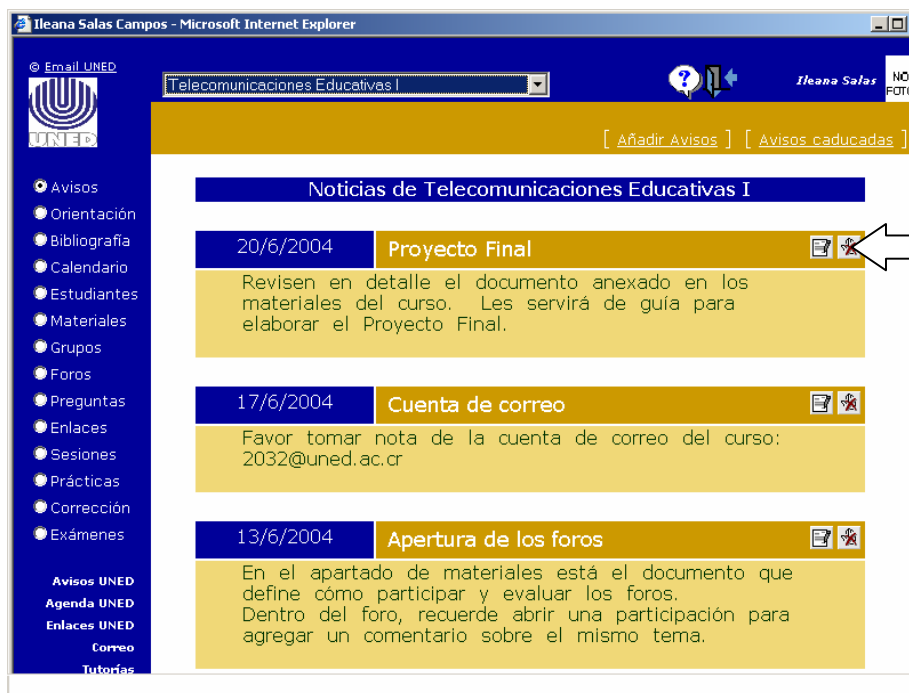 Ileana Salas Campos - Microsoft Internet Explorer
© Email UNED
Telecomunicaciones Educativas I
?
Ileana Salas
NO
FOTO
UNED
[ Añadir Avisos ] [ Avisos caducadas ]
Avisos
Orientación
Bibliografía
Calendario
Estudiantes
Materiales
Grupos
Foros
Preguntas
Enlaces
Sesiones
Prácticas
Corrección
Exámenes
Avisos UNED
Agenda UNED
Enlaces UNED
Correo
Tutorías
Noticias de Telecomunicaciones Educativas I
20/6/2004 Proyecto Final
Revisen en detalle el documento anexado en los
materiales del curso. Les servirá de guía para
elaborar el Proyecto Final.
17/6/2004 Cuenta de correo
Favor tomar nota de la cuenta de correo del curso:
2032@uned.ac.cr
13/6/2004 Apertura de los foros
En el apartado de materiales está el documento que
define cómo participar y evaluar los foros.
Dentro del foro, recuerde abrir una participación para
agregar un comentario sobre el mismo tema.